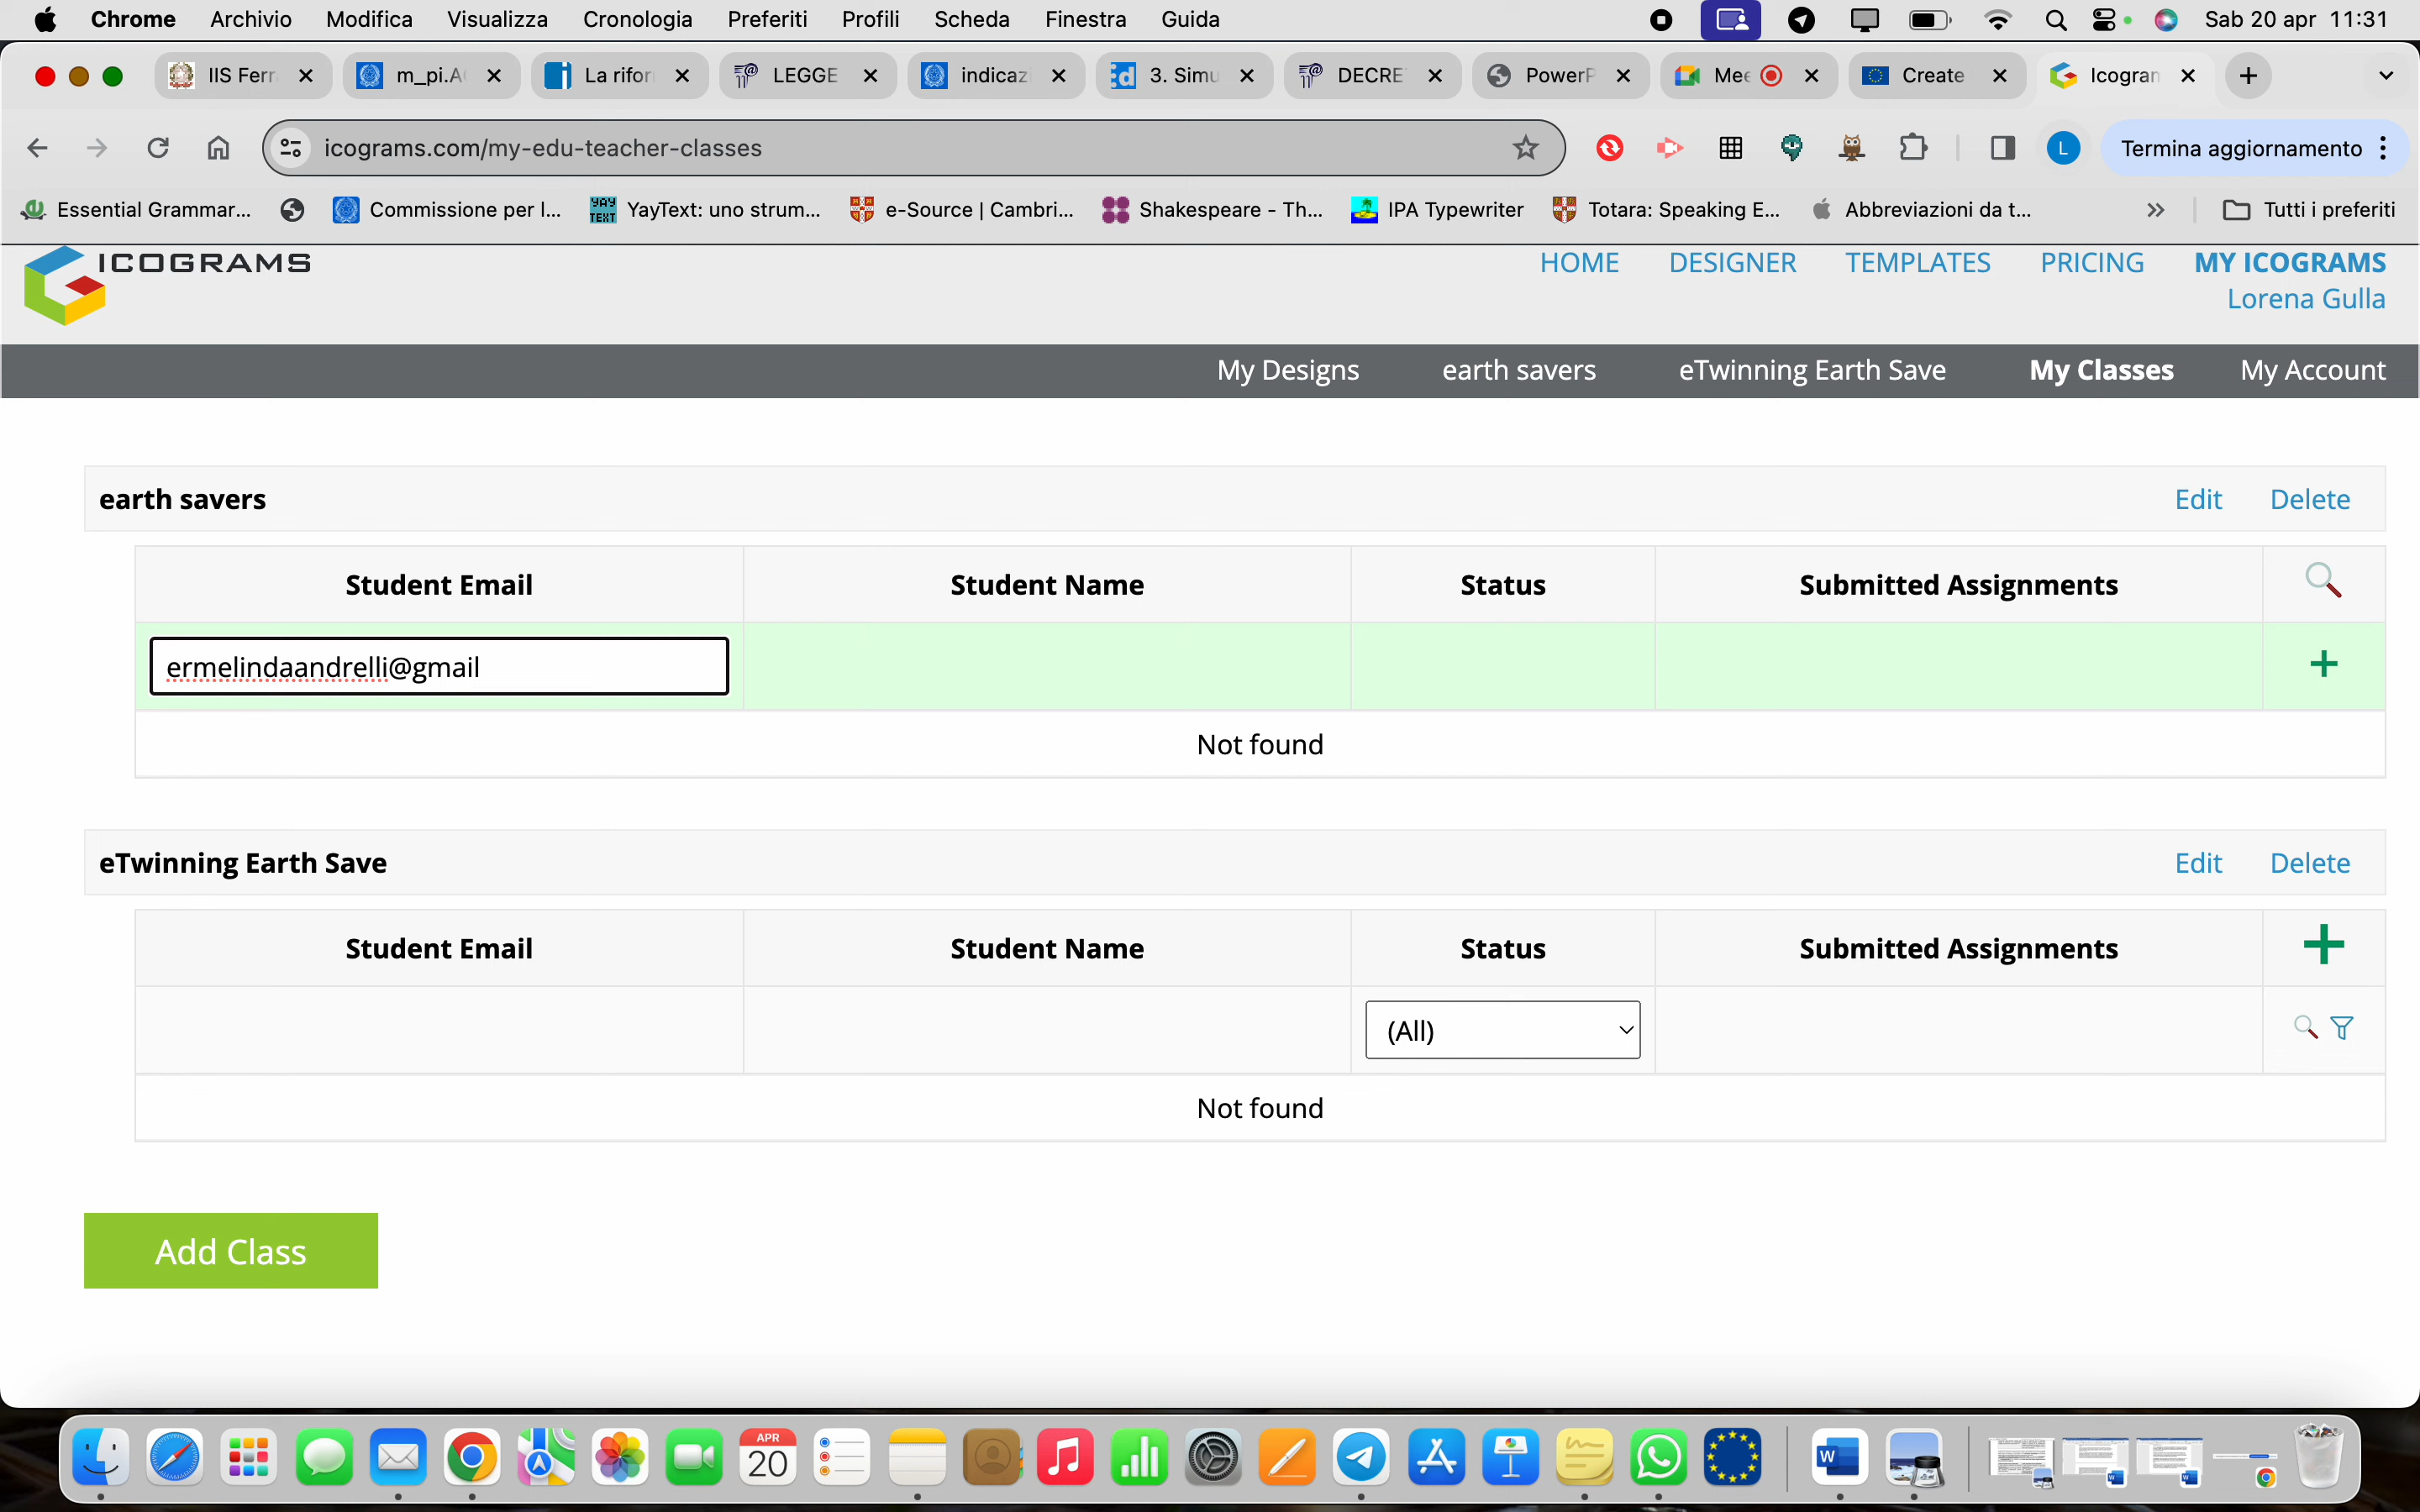 Chrome Archivio Modifica Visualizza Cronologia Preferiti Profili Scheda Finestra Guida Sab 20 apr 11:31
IIS Ferr m_pi.A La rifor LEGGE indicaz 3. Simu DECRE PowerP Mee Create Icogran
icograms.com/my-edu-teacher-classes L Termina aggiornamento
Essential Grammar... Commissione per l... YAY TEXT YayText: uno strum... e-Source | Cambri... Shakespeare - Th... IPA Typewriter Totara: Speaking E... Abbreviazioni da t... » Tutti i preferiti
ICOGRAMS HOME DESIGNER TEMPLATES PRICING MY ICOGRAMS
Lorena Gulla
My Designs earth savers eTwinning Earth Save My Classes My Account
earth savers Edit Delete
Student Email Student Name Status Submitted Assignments
ermelindaandrelli@gmail
Not found
eTwinning Earth Save Edit Delete
Student Email Student Name Status Submitted Assignments
(All)
Not found
Add Class
APR
20
W